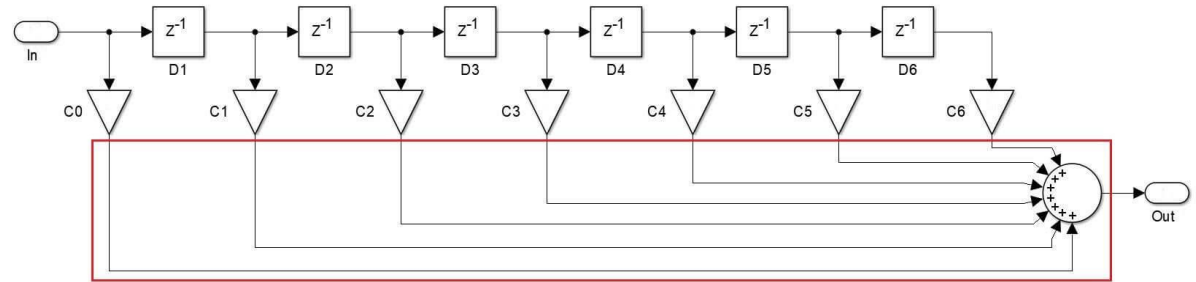 z-1 z-1 z-1 z-1 z-1 z-1
In D1 D2 D3 D4 D5 D6
C0 C1 C2 C3 C4 C5 C6
+
+
+
+
+
+ +
Out